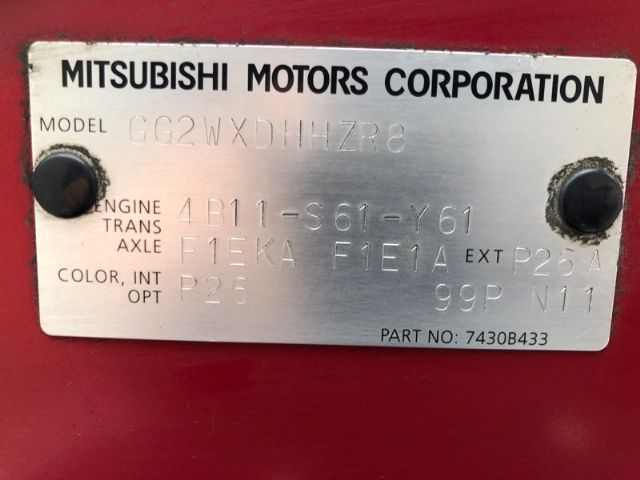 MITSUBISHI MOTORS CORPORATION
MODEL GG2WXDHHZR8
ENGINE 4B11-S61-Y61
TRANS AXLE F1EKA F1E1A EXT P26A
COLOR, INT OPT P26 99P N11
PART NO: 7430B433